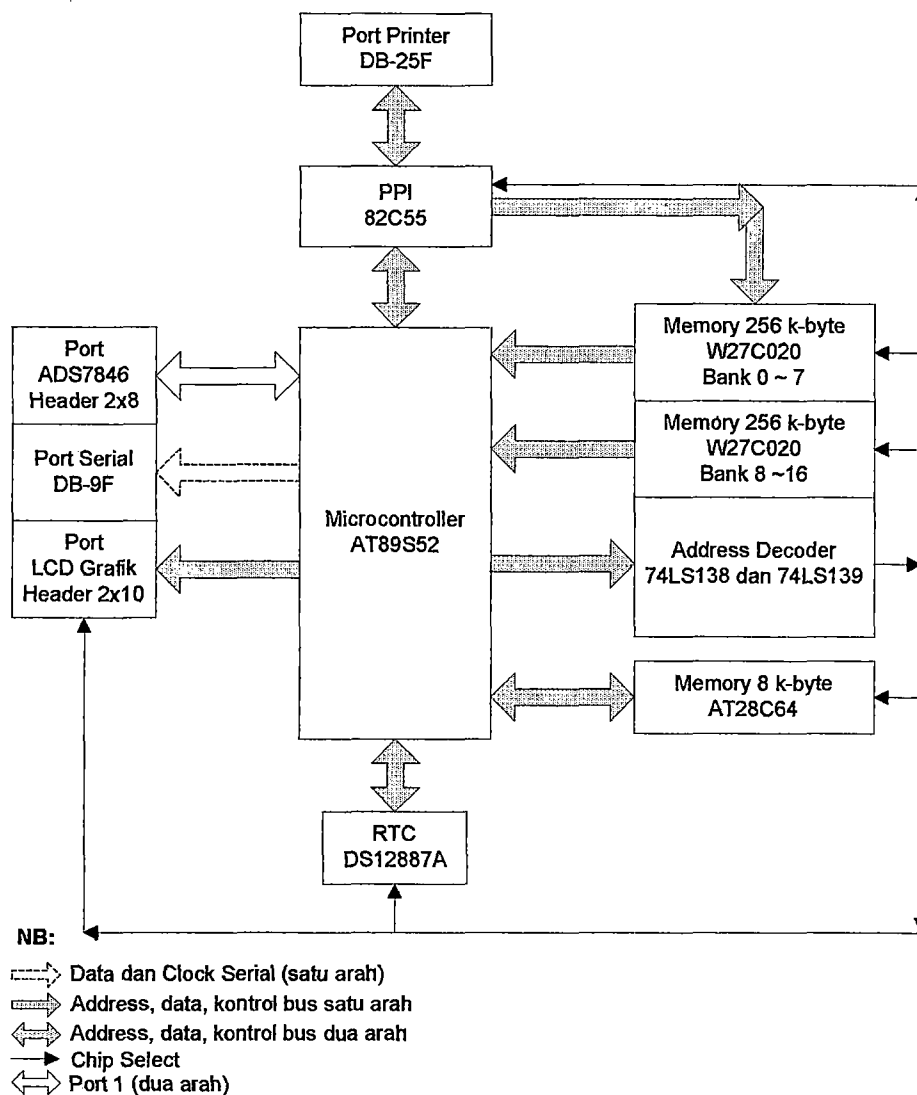 Port Printer
DB-25F
PPI
82C55
Port
ADS7846
Header 2x8
Port Serial
DB-9F
Port
LCD Grafik
Header 2x10
Microcontroller
AT89S52
Memory 256 k-byte
W27C020
Bank 0 ~ 7
Memory 256 k-byte
W27C020
Bank 8 ~16
Address Decoder
74LS138 dan 74LS139
Memory 8 k-byte
AT28C64
RTC
DS12887A
NB:
Data dan Clock Serial (satu arah)
Address, data, kontrol bus satu arah
Address, data, kontrol bus dua arah
Chip Select
Port 1 (dua arah)